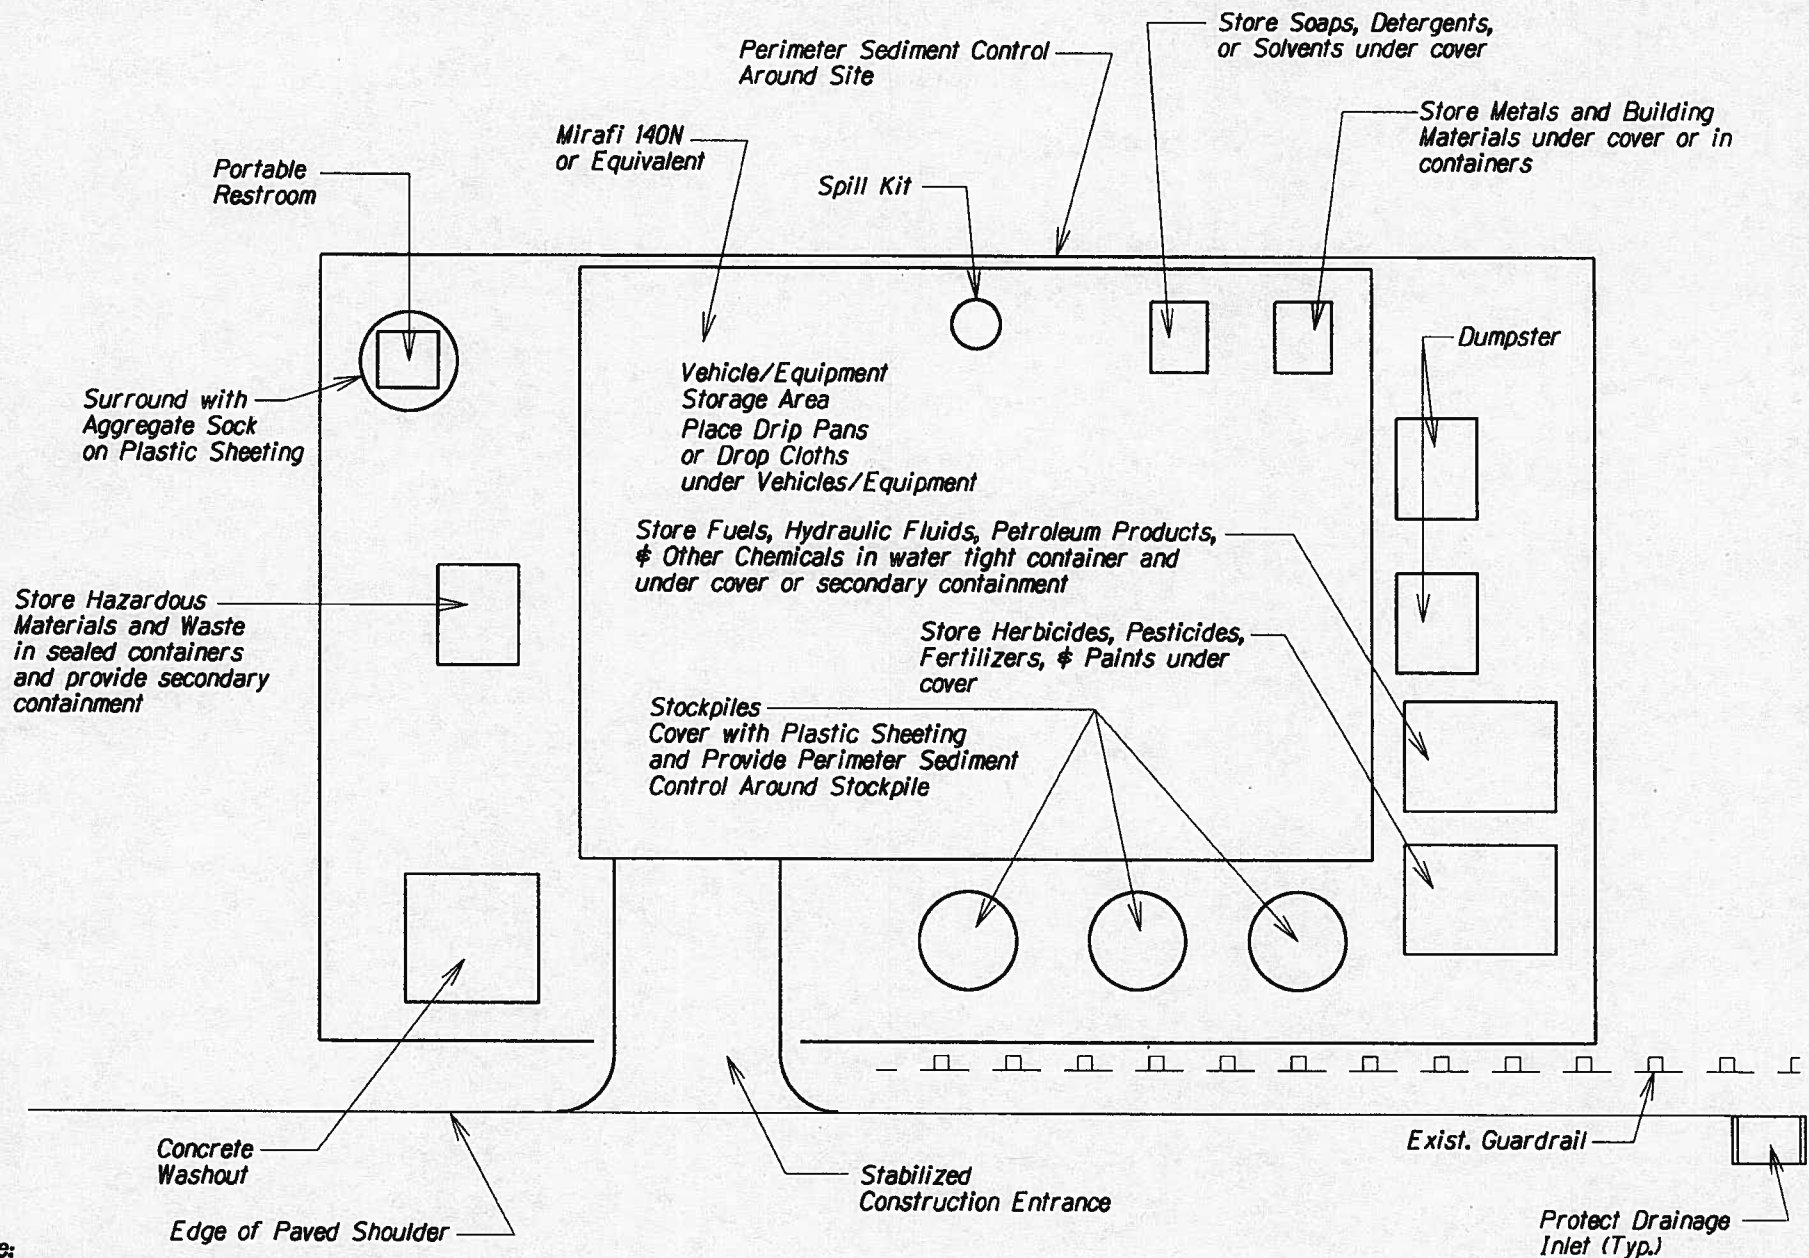 Store Soaps, Detergents,
or Solvents under cover
Perimeter Sediment Control
Around Site
Store Metals and Building
Materials under cover or in
containers
Mirafi 140N
or Equivalent
Portable
Restroom
Spill Kit
Dumpster
Vehicle/Equipment
Storage Area
Place Drip Pans
or Drop Cloths
under Vehicles/Equipment
Surround with
Aggregate Sock
on Plastic Sheeting
Store Fuels, Hydraulic Fluids, Petroleum Products,
& Other Chemicals in water tight container and
under cover or secondary containment
Store Hazardous
Materials and Waste
in sealed containers
and provide secondary
containment
Store Herbicides, Pesticides,
Fertilizers, & Paints under
cover
Stockpiles
Cover with Plastic Sheeting
and Provide Perimeter Sediment
Control Around Stockpile
Concrete
Washout
Exist. Guardrail
Stabilized
Construction Entrance
Edge of Paved Shoulder
Protect Drainage
Inlet (Typ.)